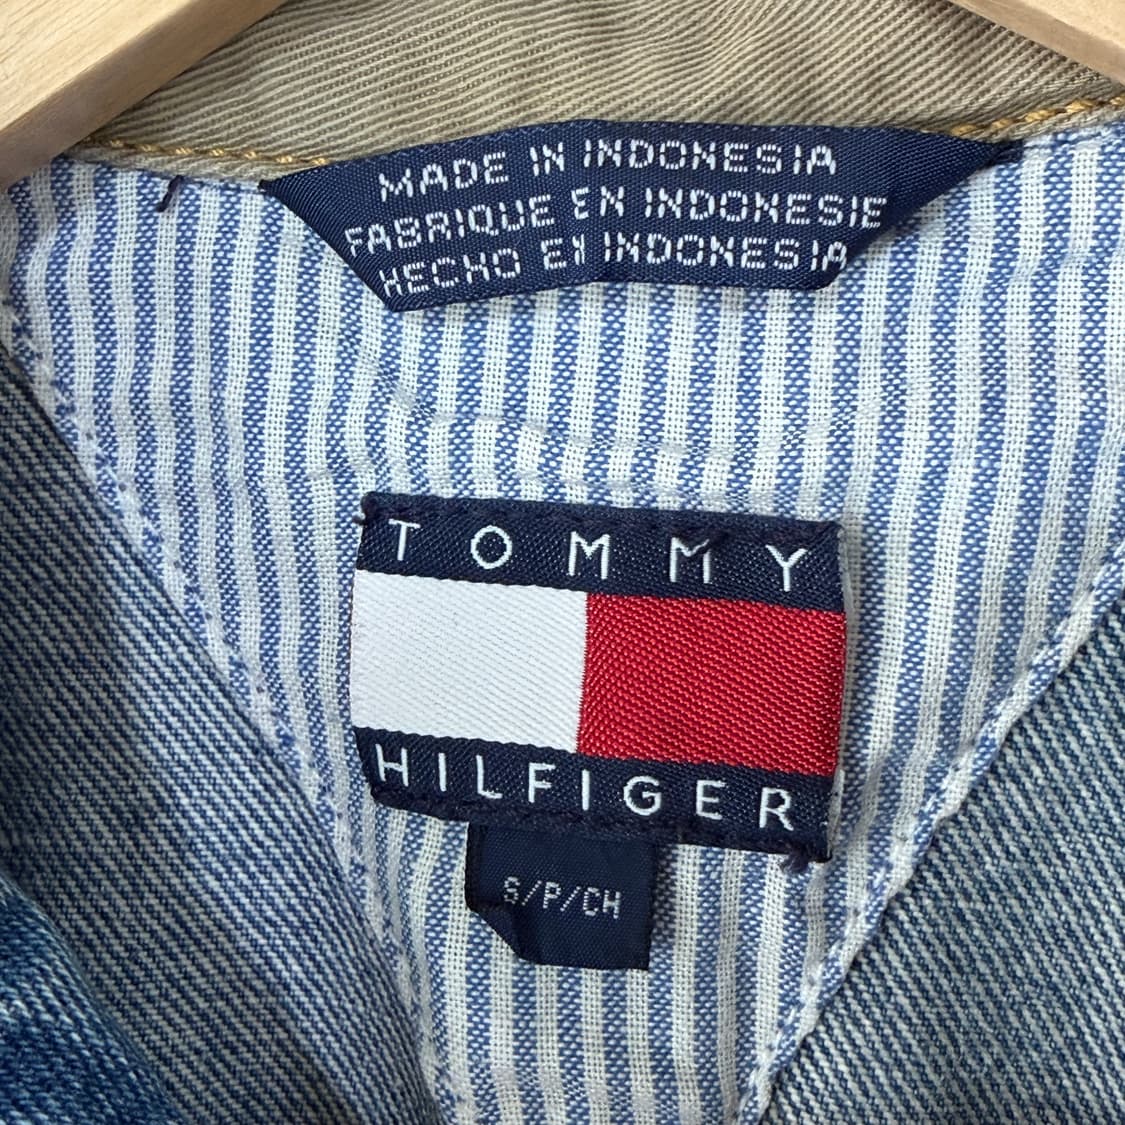 MADE IN INDONESIA
FABRIQUE EN INDONESIE
HECHO EN INDONESIA
TOMMY
HILFIGER
S/P/CH